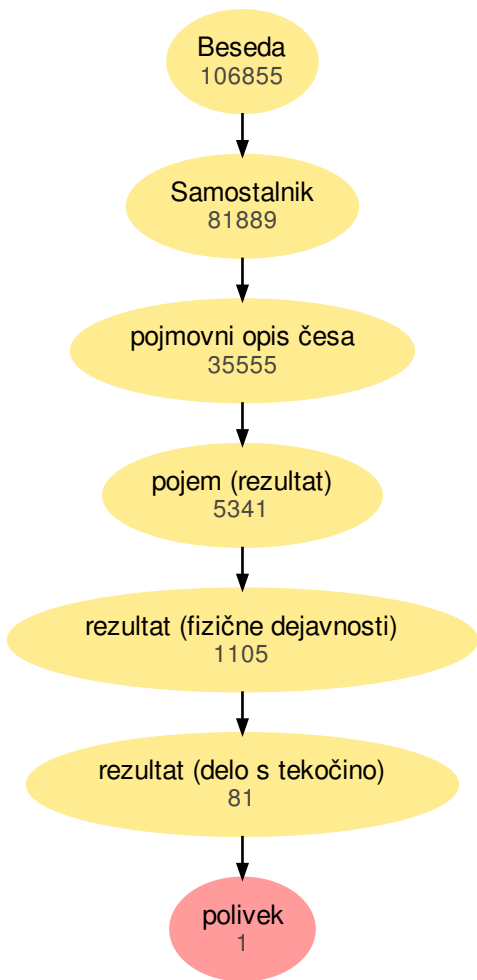 Beseda
106855
Samostalnik
81889
pojmovni opis česa
35555
pojem (rezultat)
5341
rezultat (fizične dejavnosti)
1105
rezultat (delo s tekočino)
81
polivek
1